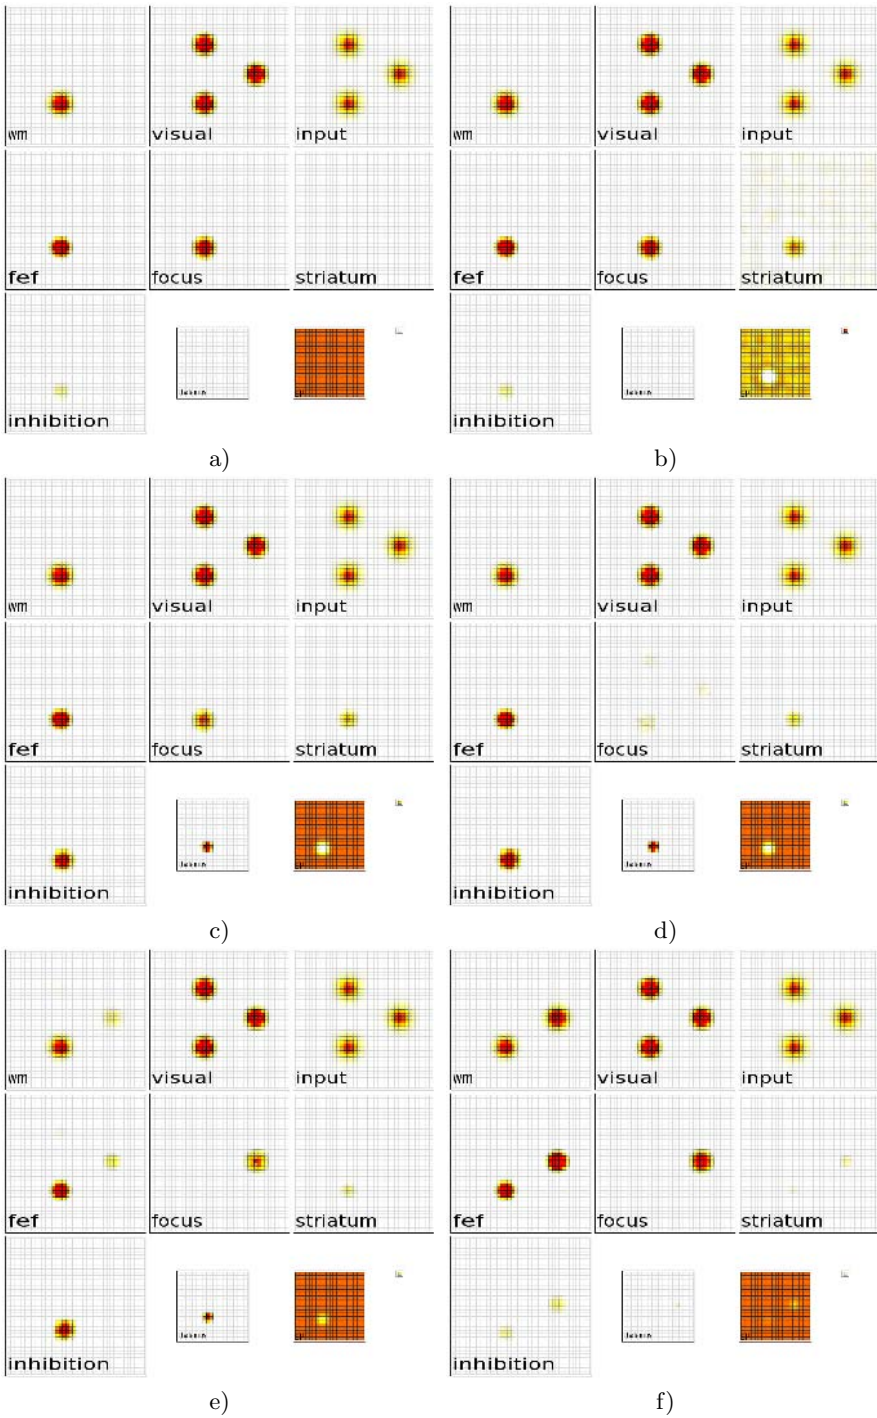 wm visual input
wm visual input
fef focus striatum
fef focus striatum
inhibition
inhibition
a)
b)
wm visual input
wm visual input
fef focus striatum
fef focus striatum
inhibition
inhibition
c)
d)
wm visual input
wm visual input
fef focus striatum
fef focus striatum
inhibition
inhibition
e)
f)